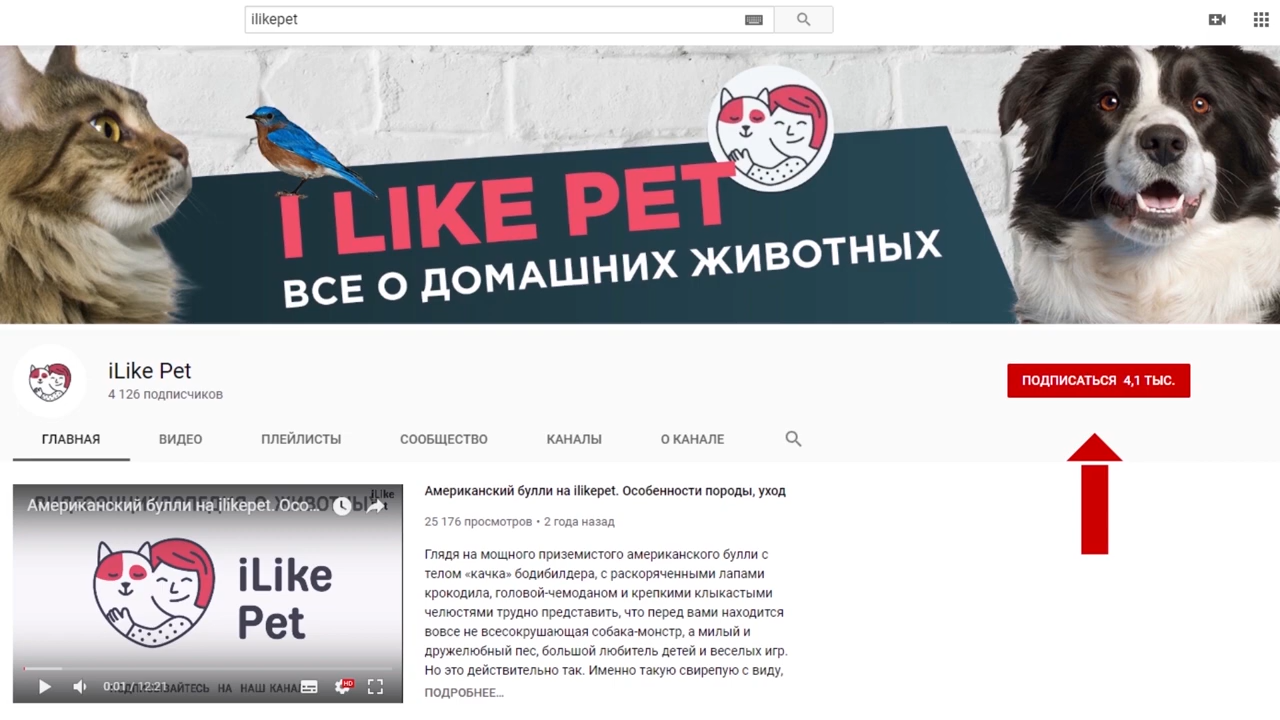 ilikepet
I LIKE PET
ВСЕ О ДОМАШНИХ ЖИВОТНЫХ
iLike Pet
4 126 подписчиков
ПОДПИСАТЬСЯ 4,1 ТЫС.
ГЛАВНАЯ
ВИДЕО
ПЛЕЙЛИСТЫ
СООБЩЕСТВО
КАНАЛЫ
О КАНАЛЕ
Американский булли на ilikepet. Осо...
iLike
Pet
HD
0:01 / 12:21
НА НАШ
Американский булли на ilikepet. Особенности породы, уход
25 176 просмотров • 2 года назад
Глядя на мощного приземистого американского булли с
телом «качка» бодибилдера, с раскоряченными лапами
крокодила, головой-чемоданом и крепкими клыкастыми
челюстями трудно представить, что перед вами находится
вовсе не всесокрушающая собака-монстр, а милый и
дружелюбный пес, большой любитель детей и веселых игр.
Но это действительно так. Именно такую свирепую с виду,
ПОДРОБНЕЕ...